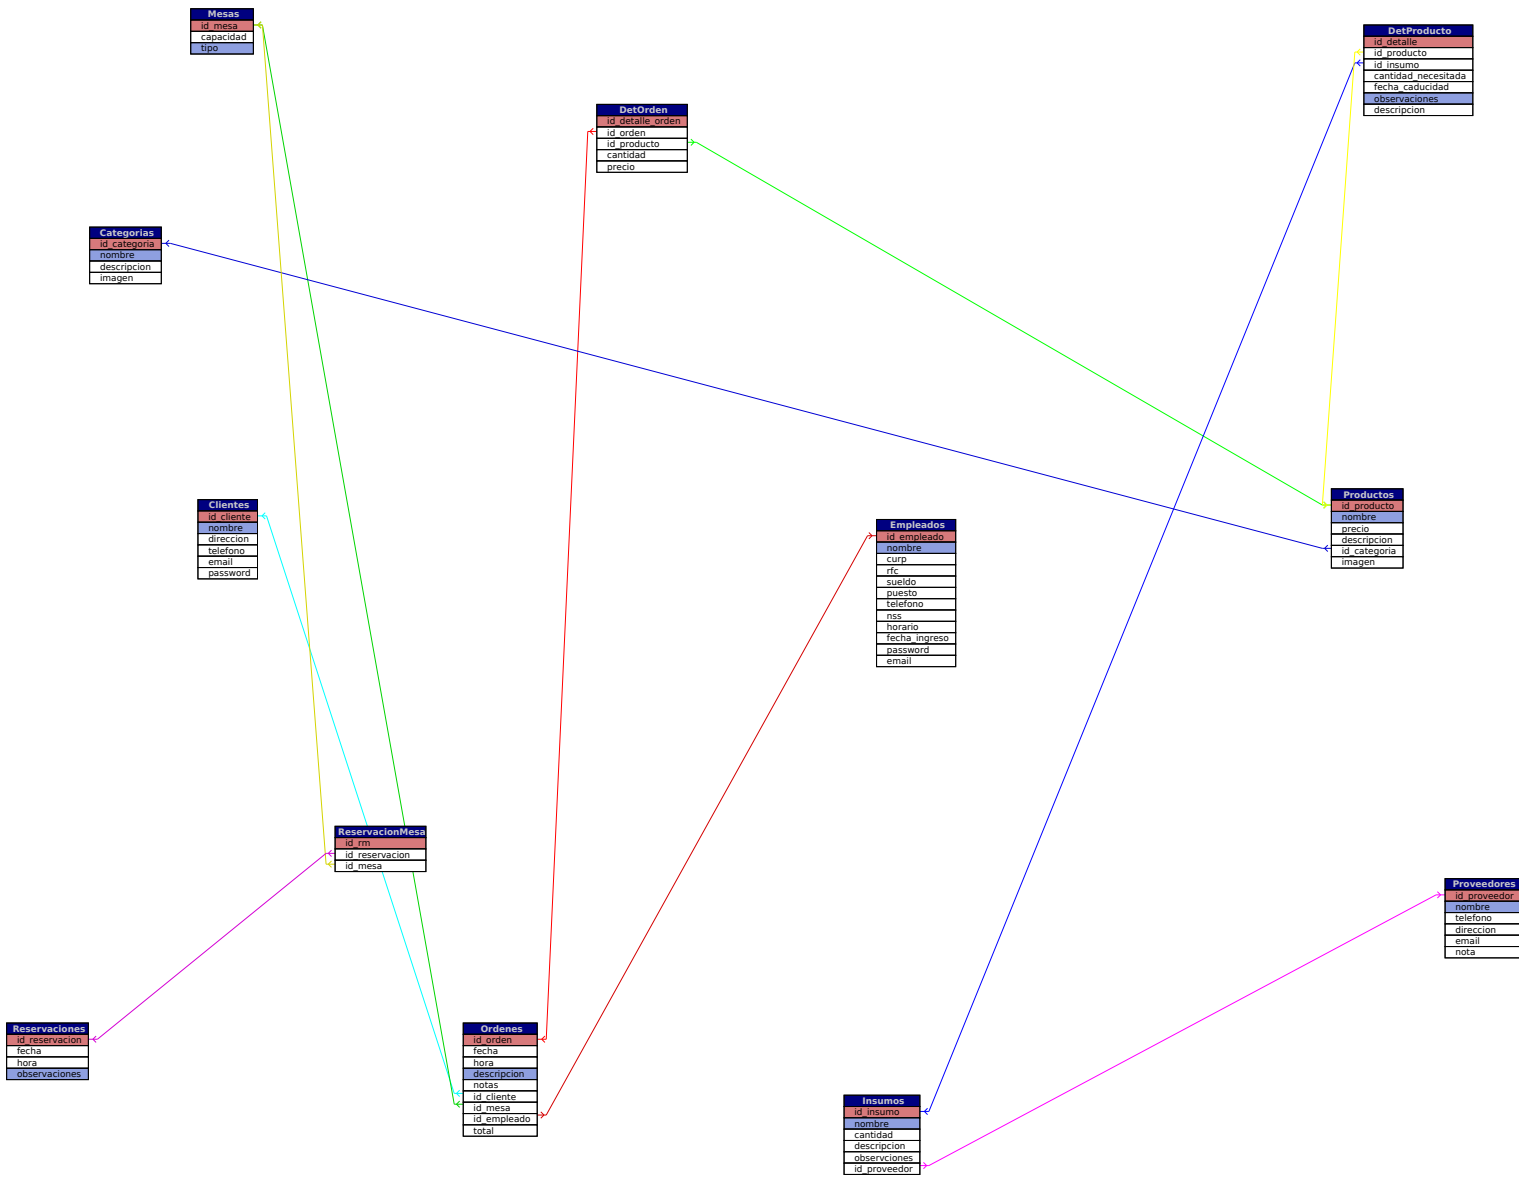 Mesas
id_mesa
capacidad
tipo
DetProducto
id_detalle
id_producto
id_insumo
cantidad_necesitada
fecha_caducidad
observaciones
descripcion
DetOrden
id_detalle_orden
id_orden
id_producto
cantidad
precio
Categorias
id_categoria
nombre
descripcion
imagen
Clientes
id_cliente
nombre
direccion
telefono
email
password
Productos
id_producto
nombre
precio
descripcion
id_categoria
imagen
Empleados
id_empleado
nombre
curp
rfc
sueldo
puesto
telefono
nss
horario
fecha_ingreso
password
email
ReservacionMesa
id_rm
id_reservacion
id_mesa
Proveedores
id_proveedor
nombre
telefono
direccion
email
nota
Reservaciones
id_reservacion
fecha
hora
observaciones
Ordenes
id_orden
fecha
hora
descripcion
notas
id_cliente
id_mesa
id_empleado
total
Insumos
id_insumo
nombre
cantidad
descripcion
observciones
id_proveedor